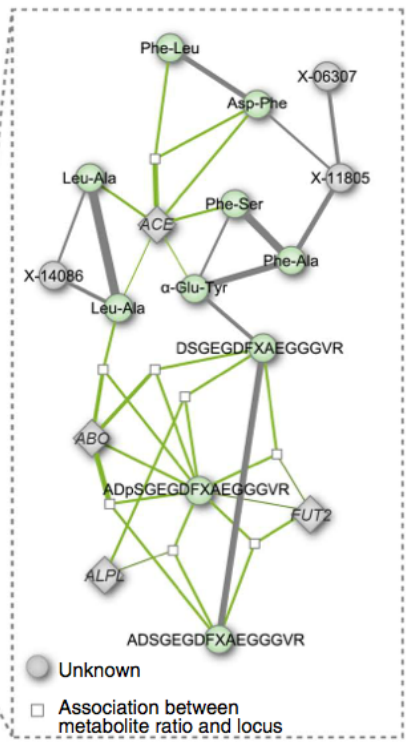 Phe-Leu
X-06307
Asp-Phe
Leu-Ala
X-11805
Phe-Ser
ACE
Phe-Ala
X-14086
α-Glu-Tyr
Leu-Ala
DSGEGDFXAEGGGVR
ABO
ADpSGEGDFXAEGGGVR
FUT2
ALPL
ADSGEGDFXAEGGGVR
Unknown
Association between
metabolite ratio and locus